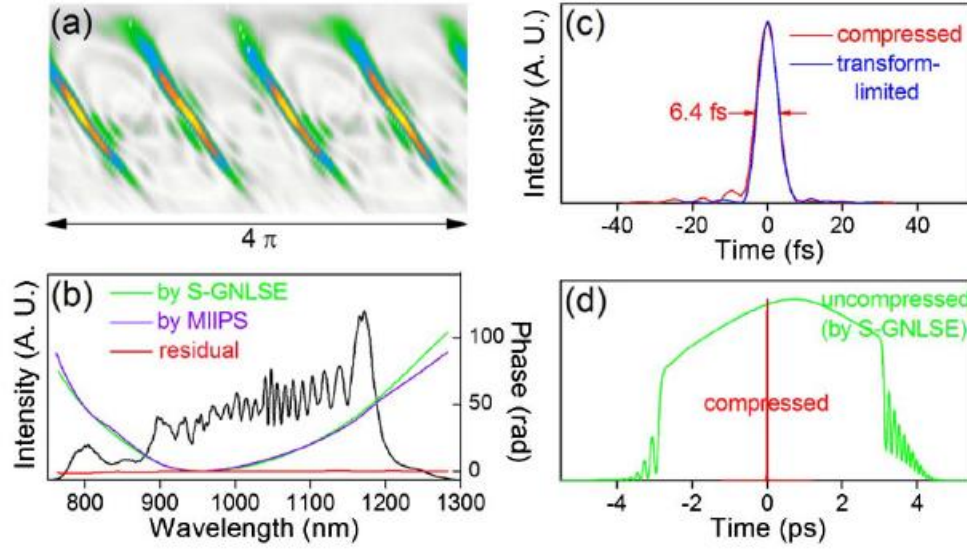 (a)
4 π
(b)
by S-GNLSE
by MIIPS
residual
Intensity (A. U.)
Phase (rad)
100
50
0
800
900
1000
1100
1200
1300
Wavelength (nm)
(c)
compressed
transform-
limited
6.4 fs
Intensity (A. U.)
-40
-20
0
20
40
Time (fs)
(d)
uncompressed
(by S-GNLSE)
compressed
-4
-2
0
2
4
Time (ps)